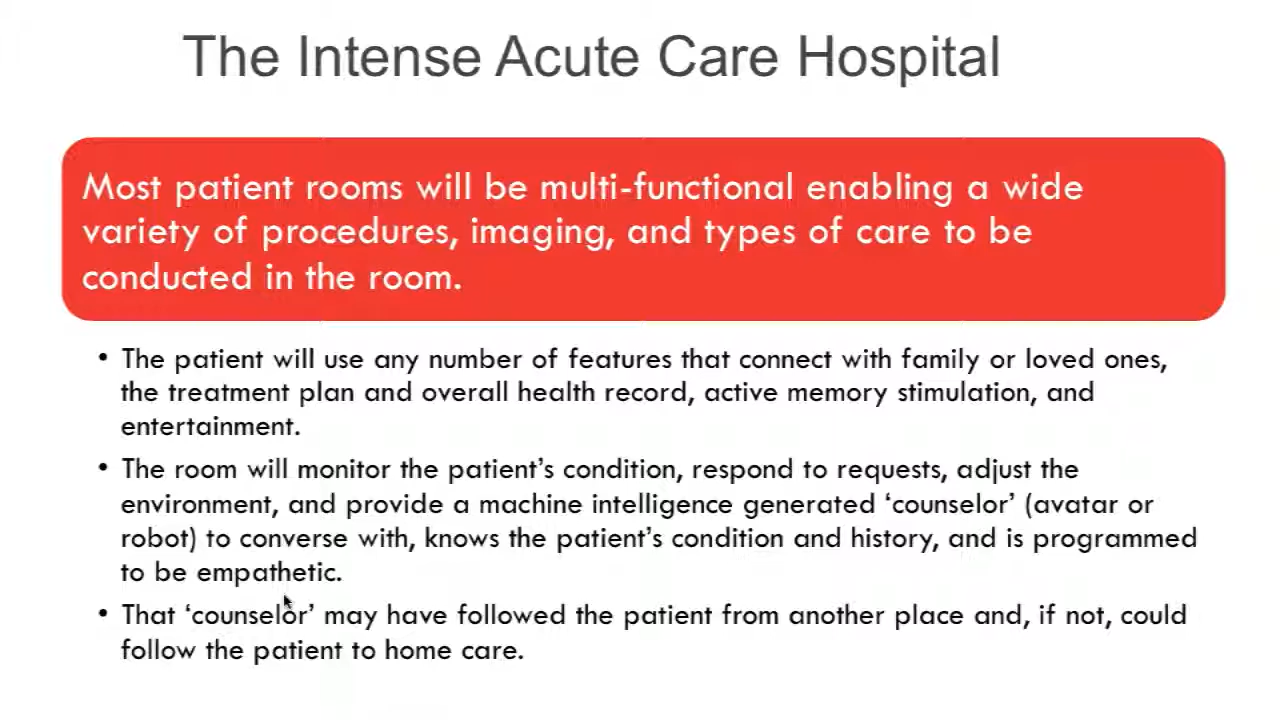 The Intense Acute Care Hospital
Most patient rooms will be multi-functional enabling a wide
variety of procedures, imaging, and types of care to be
conducted in the room.
• The patient will use any number of features that connect with family or loved ones,
the treatment plan and overall health record, active memory stimulation, and
entertainment.
• The room will monitor the patient’s condition, respond to requests, adjust the
environment, and provide a machine intelligence generated ‘counselor’ (avatar or
robot) to converse with, knows the patient’s condition and history, and is programmed
to be empathetic.
• That ‘counselor’ may have followed the patient from another place and, if not, could
follow the patient to home care.